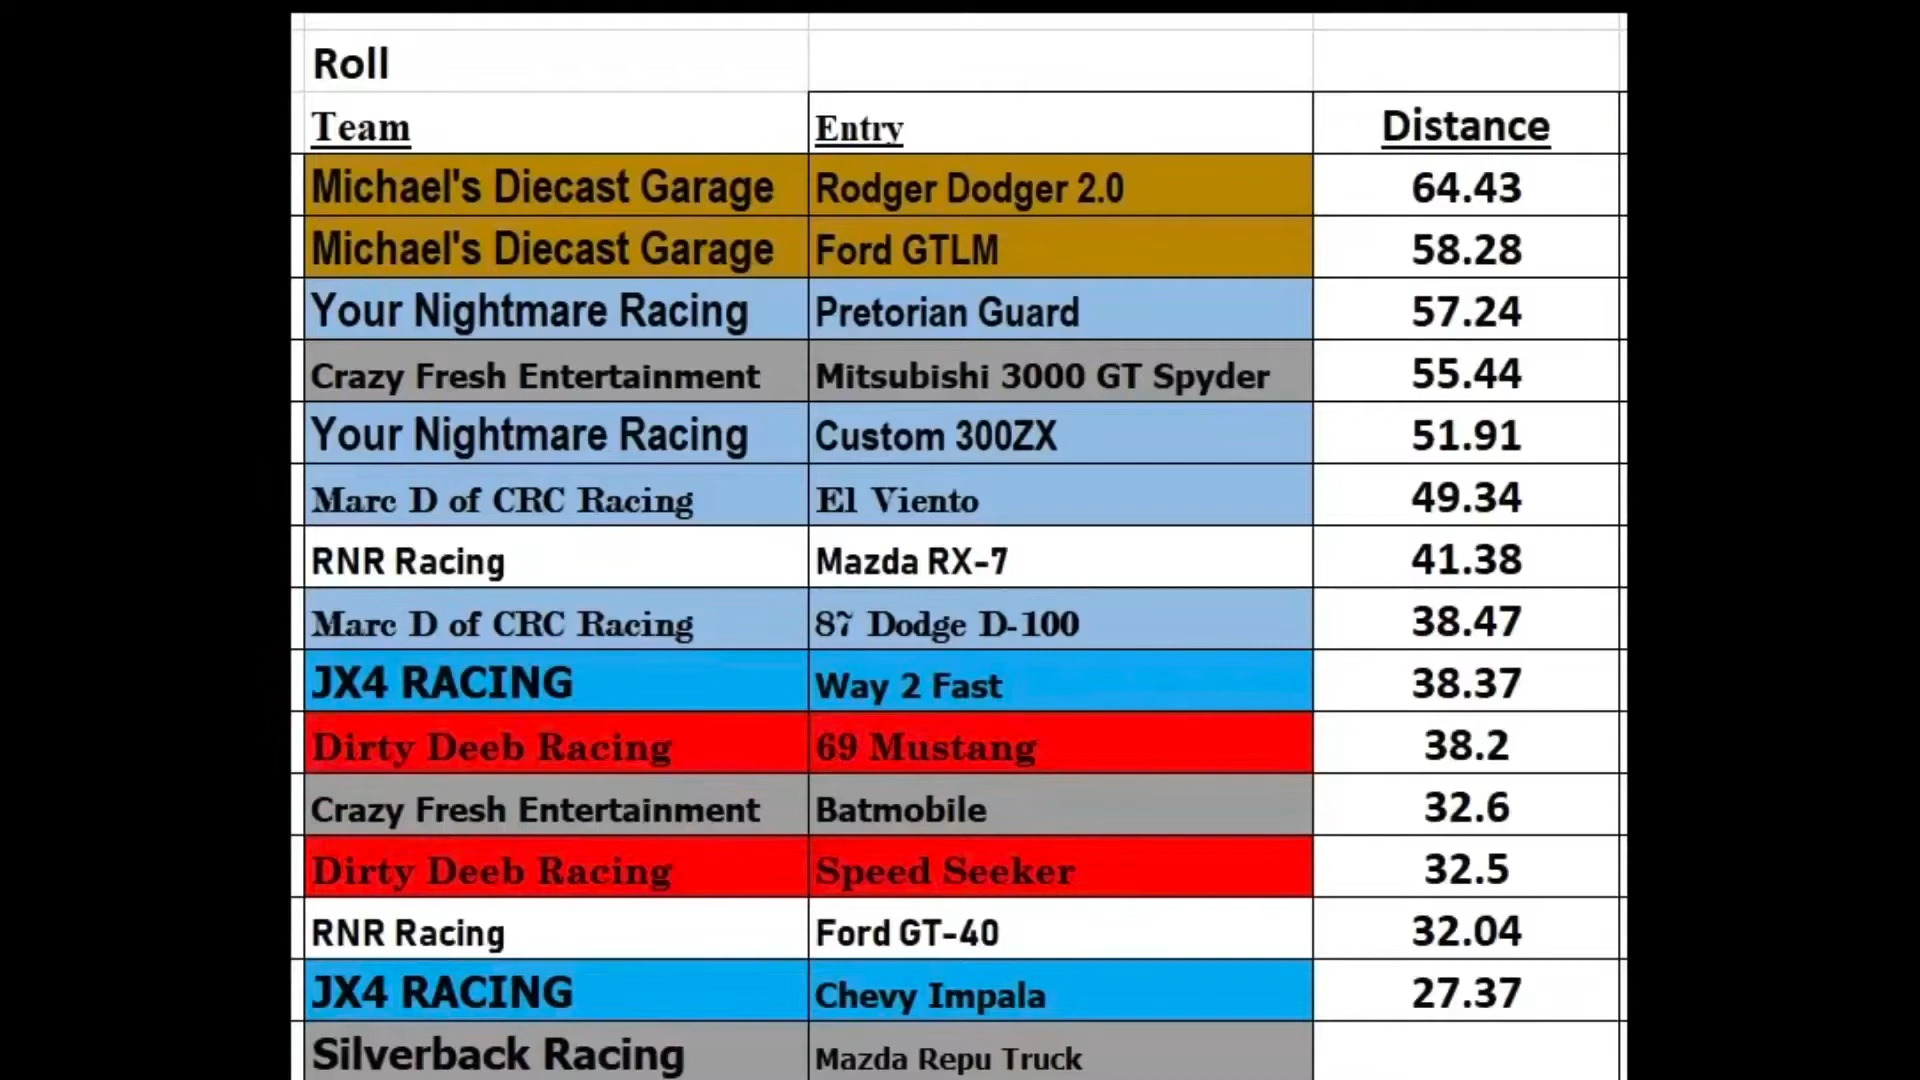 Roll
Team Entry Distance
Michael's Diecast Garage Rodger Dodger 2.0 64.43
Michael's Diecast Garage Ford GTLM 58.28
Your Nightmare Racing Pretorian Guard 57.24
Crazy Fresh Entertainment Mitsubishi 3000 GT Spyder 55.44
Your Nightmare Racing Custom 300ZX 51.91
Marc D of CRC Racing El Viento 49.34
RNR Racing Mazda RX-7 41.38
Marc D of CRC Racing 87 Dodge D-100 38.47
JX4 RACING Way 2 Fast 38.37
Dirty Deeb Racing 69 Mustang 38.2
Crazy Fresh Entertainment Batmobile 32.6
Dirty Deeb Racing Speed Seeker 32.5
RNR Racing Ford GT-40 32.04
JX4 RACING Chevy Impala 27.37
Silverback Racing Mazda Repu Truck